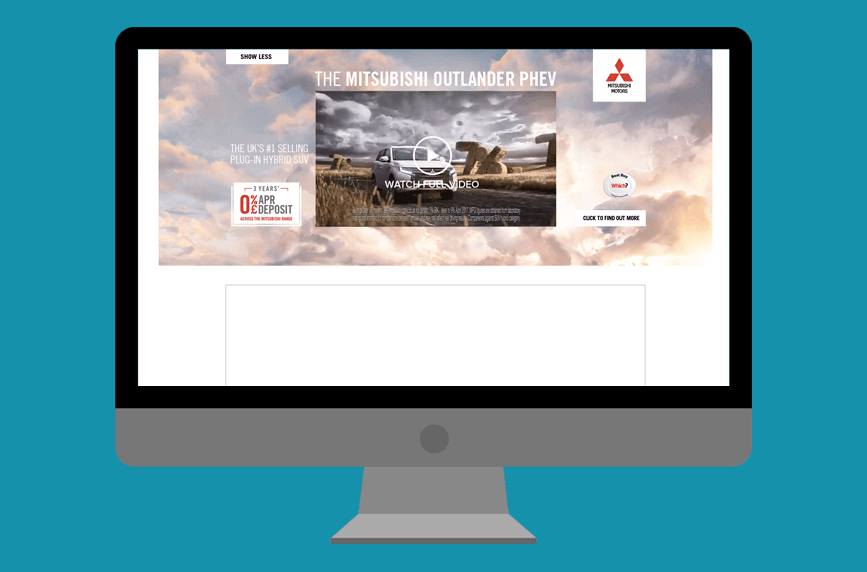 SHOW LESS
THE MITSUBISHI OUTLANDER PHEV
MITSUBISHI
MOTORS
THE UK'S #1 SELLING
PLUG-IN HYBRID SUV
WATCH FULL VIDEO
3 YEARS'
0% APR
£0 DEPOSIT
ACROSS THE MITSUBISHI RANGE
Best Buy
Which?
CLICK TO FIND OUT MORE